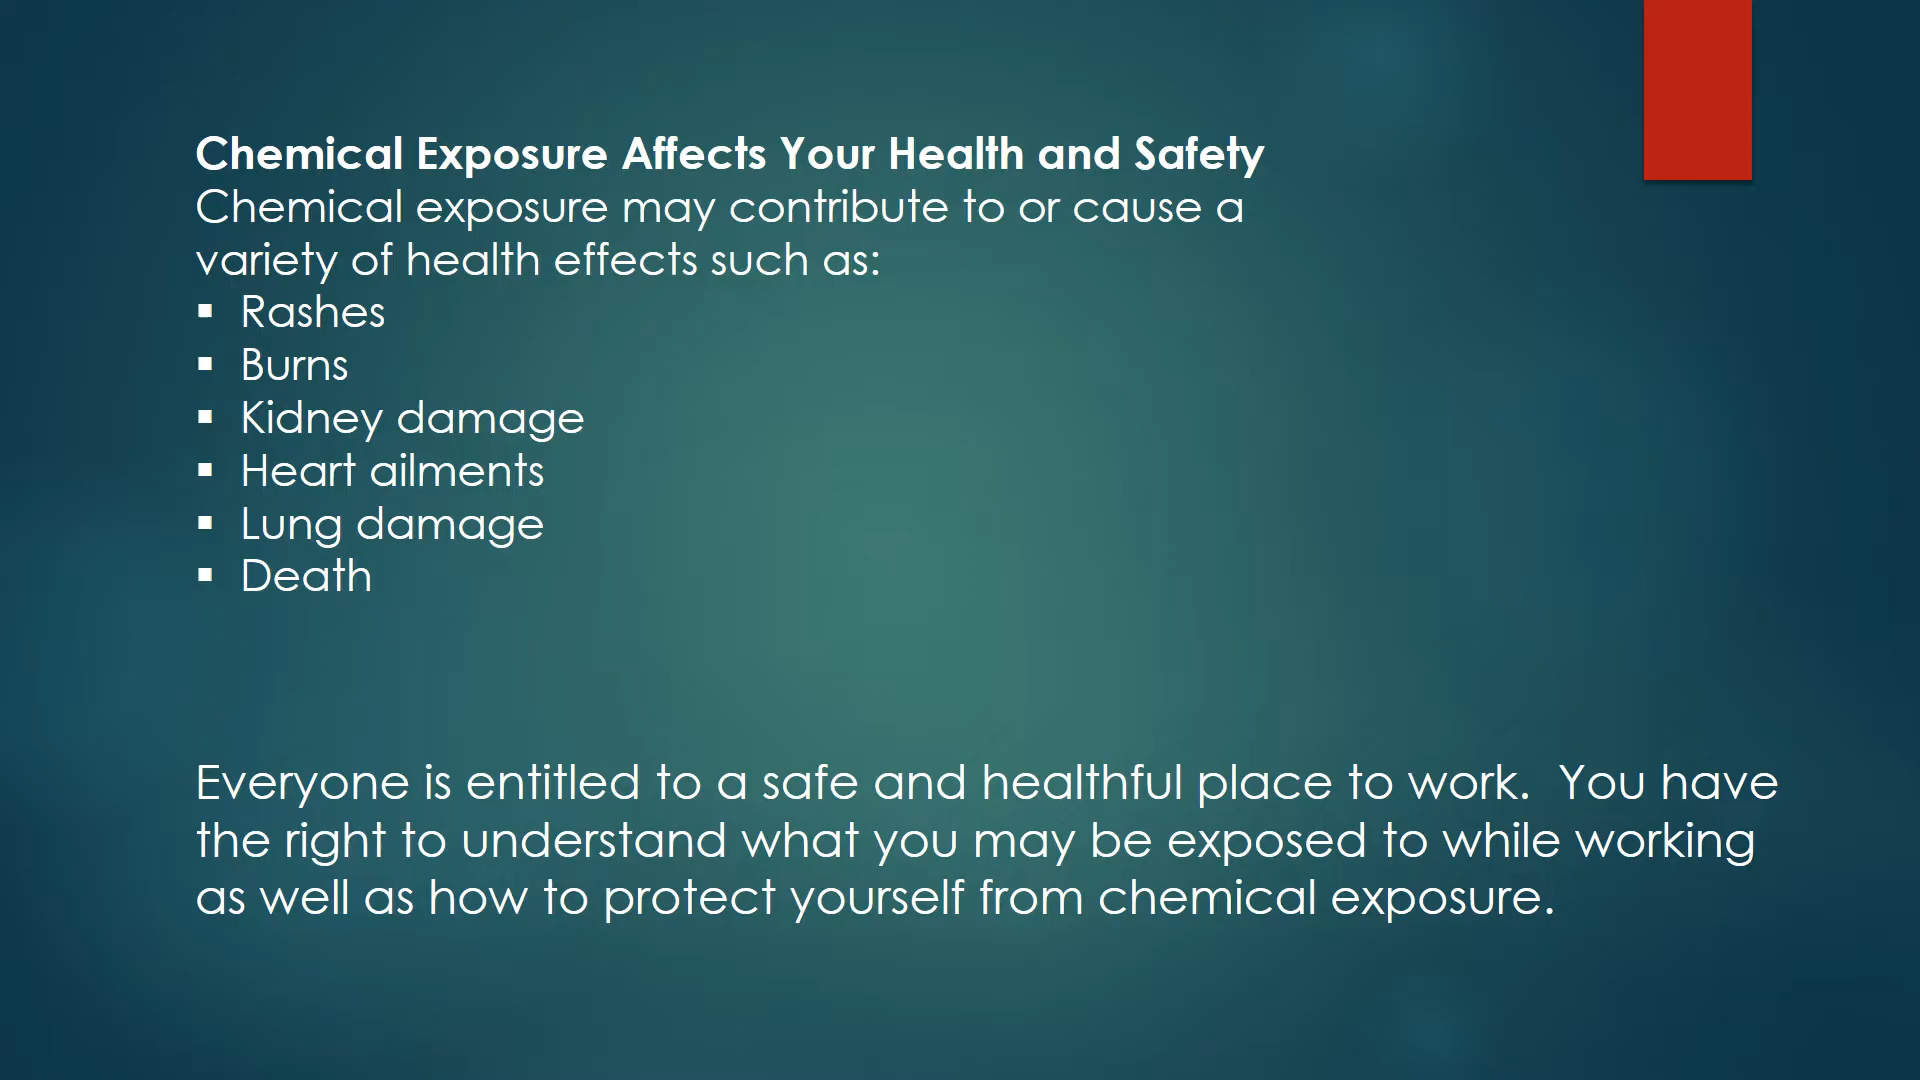 Chemical Exposure Affects Your Health and Safety
Chemical exposure may contribute to or cause a
variety of health effects such as:
▪ Rashes
▪ Burns
▪ Kidney damage
▪ Heart ailments
▪ Lung damage
▪ Death
Everyone is entitled to a safe and healthful place to work.  You have
the right to understand what you may be exposed to while working
as well as how to protect yourself from chemical exposure.